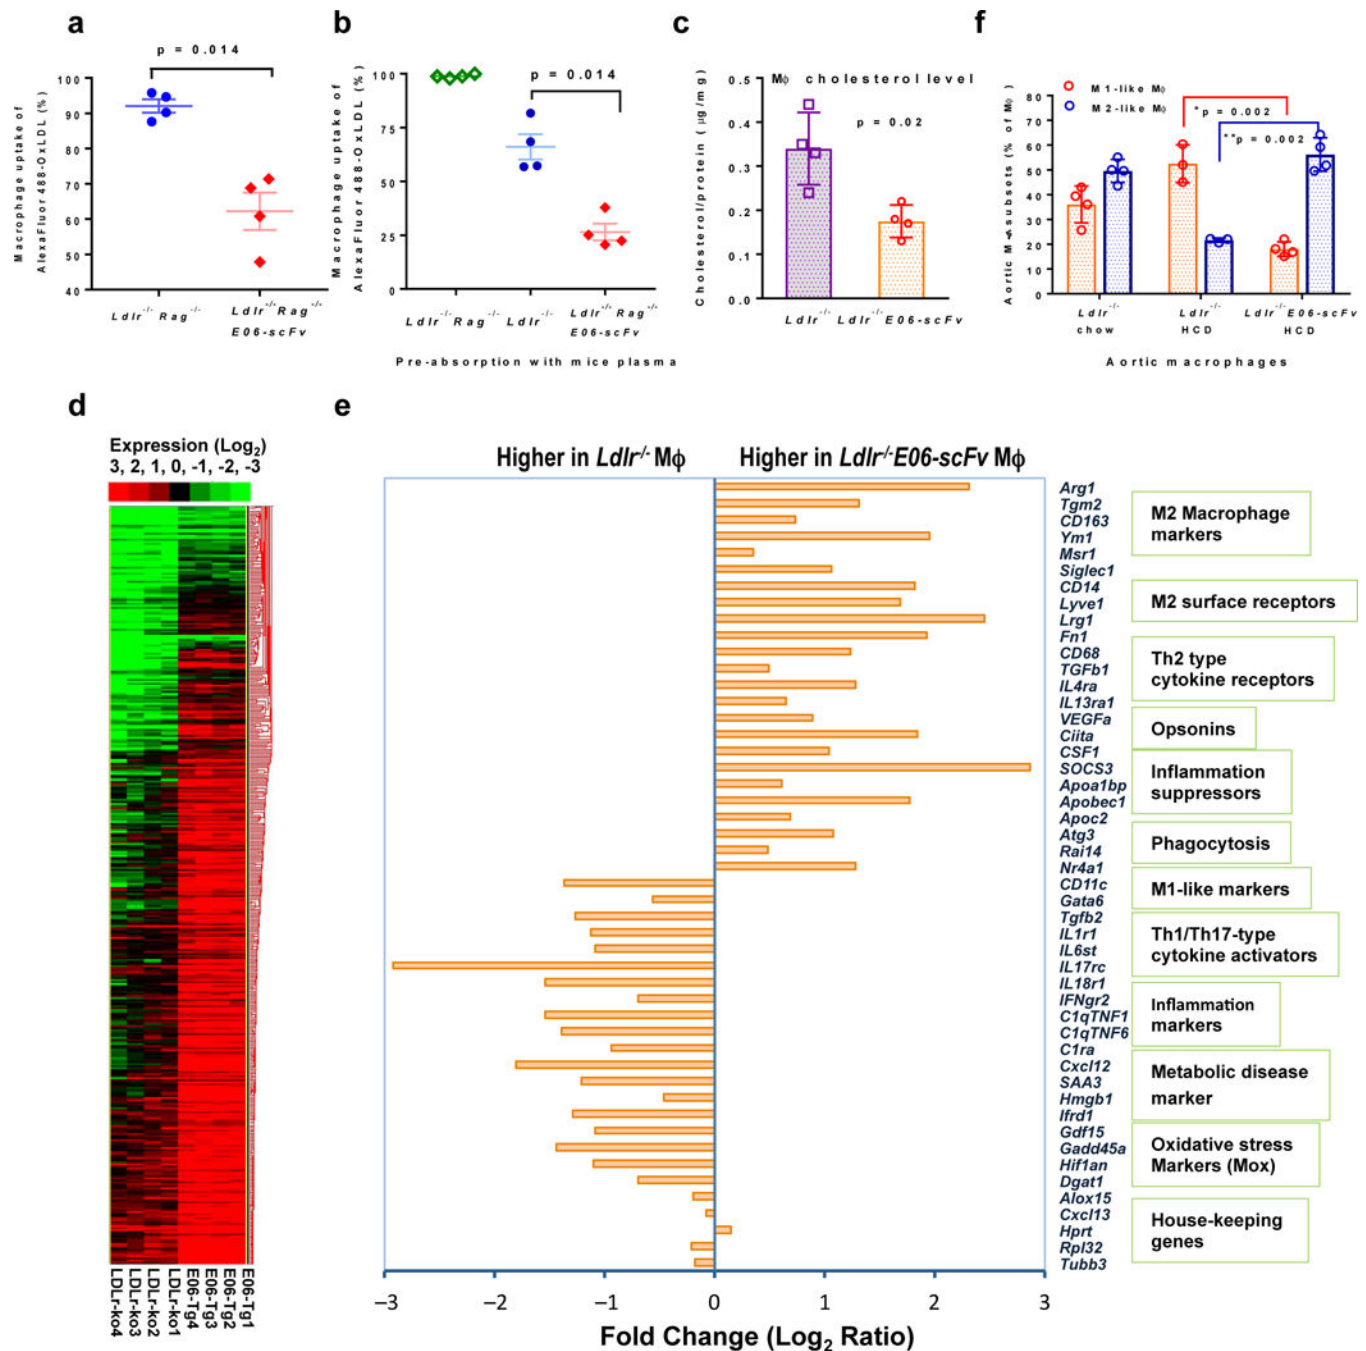 a
p = 0.014
Macrophage uptake of
AlexaFluor 488-OxLDL (%)
100
90
80
70
60
50
40
Ldlr-/- Rag-/-
Ldlr-/- Rag-/-
E06-scFv
b
p = 0.014
Macrophage uptake of
AlexaFluor 488-OxLDL (%)
100
75
50
25
0
Ldlr-/- Rag-/-
Ldlr-/-
Ldlr-/- Rag-/-
E06-scFv
Pre-absorption with mice plasma
c
Mϕ cholesterol level
p = 0.02
Cholesterol/protein (µg/mg)
0.5
0.4
0.3
0.2
0.1
0.0
Ldlr-/-
Ldlr-/- E06-scFv
f
M1-like Mϕ
M2-like Mϕ
*p = 0.002
**p = 0.002
80
70
60
50
40
30
20
10
0
Ldlr-/-
chow
Ldlr-/-
HCD
Ldlr-/- E06-scFv
HCD
Aortic macrophages
d
Expression (Log2)
3, 2, 1, 0, -1, -2, -3
LDLr-ko4
LDLr-ko3
LDLr-ko2
LDLr-ko1
E06-Tg4
E06-Tg3
E06-Tg2
E06-Tg1
e
Higher in Ldlr-/- Mϕ
Higher in Ldlr-/-E06-scFv Mϕ
Arg1
Tgm2
CD163
Ym1
Msr1
Siglec1
CD14
Lyve1
Lrg1
Fn1
CD68
TGFb1
IL4ra
IL13ra1
VEGFa
Ciita
CSF1
SOCS3
Apoa1bp
Apobec1
Apoc2
Atg3
Rai14
Nr4a1
CD11c
Gata6
Tgfb2
IL1r1
IL6st
IL17rc
IL18r1
IFNgr2
C1qTNF1
C1qTNF6
C1ra
Cxcl12
SAA3
Hmgb1
Ifrd1
Gdf15
Gadd45a
Hif1an
Dgat1
Alox15
Cxcl13
Hprt
Rpl32
Tubb3
M2 Macrophage
markers
M2 surface receptors
Th2 type
cytokine receptors
Opsonins
Inflammation
suppressors
Phagocytosis
M1-like markers
Th1/Th17-type
cytokine activators
Inflammation
markers
Metabolic disease
marker
Oxidative stress
Markers (Mox)
House-keeping
genes
−3
−2
−1
0
1
2
3
Fold Change (Log2 Ratio)